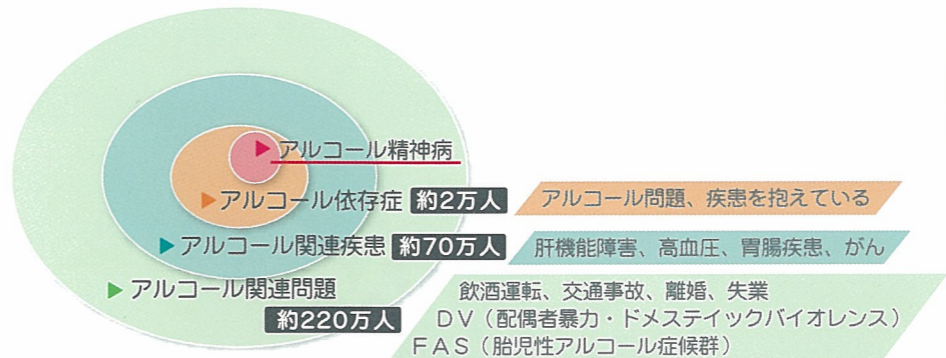 ▶アルコール精神病
▶アルコール依存症 約2万人 アルコール問題、疾患を抱えている
▶アルコール関連疾患 約70万人 肝機能障害、高血圧、胃腸疾患、がん
▶アルコール関連問題 飲酒運転、交通事故、離婚、失業
約220万人 DV（配偶者暴力・ドメステイックバイオレンス）
FAS（胎児性アルコール症候群）